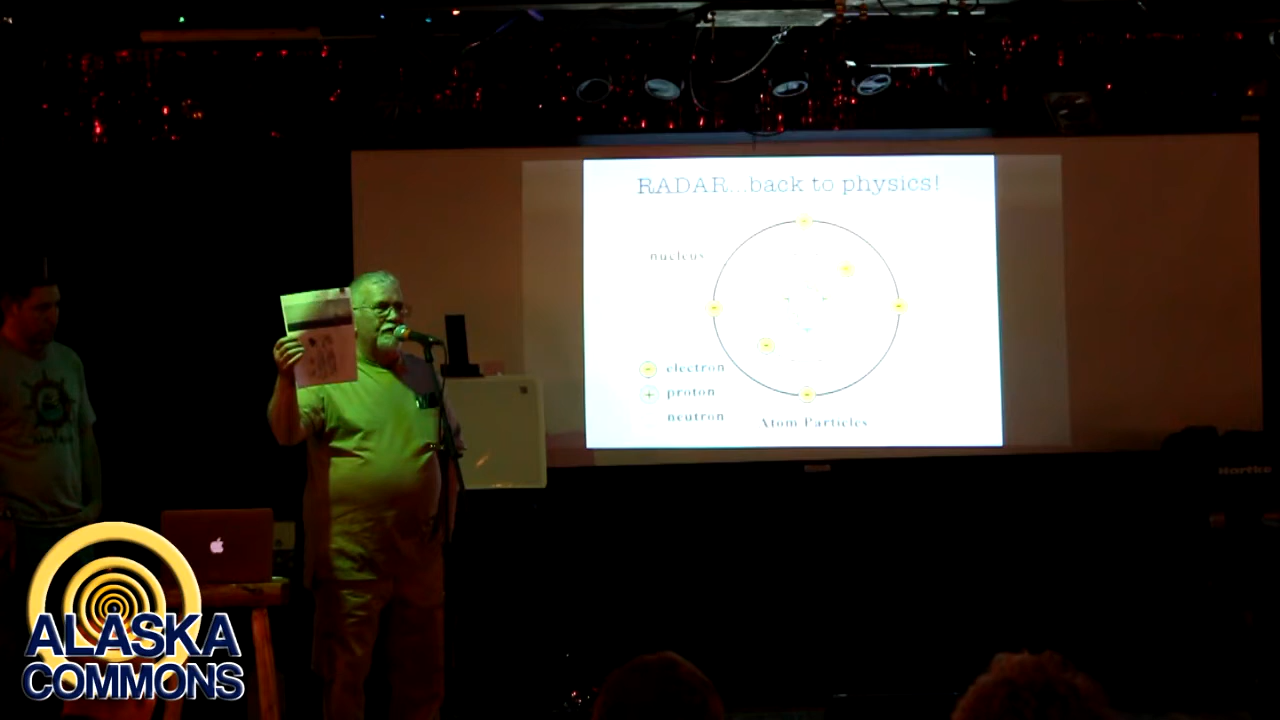 RADAR...back to physics!
nucleus
electron
proton
neutron
Atom Particles
ALASKA
COMMONS